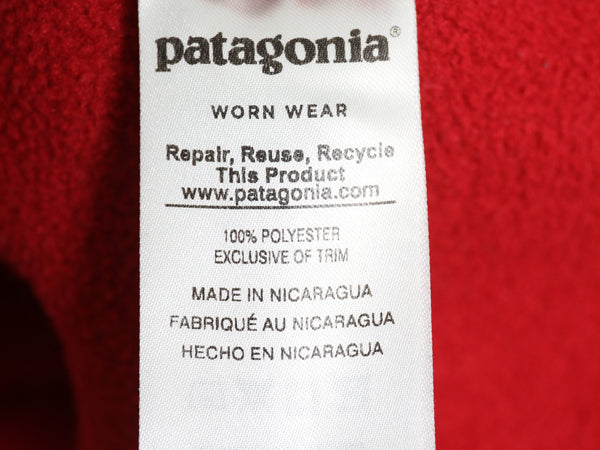 patagonia®
WORN WEAR
Repair, Reuse, Recycle
This Product
www.patagonia.com
100% POLYESTER
EXCLUSIVE OF TRIM
MADE IN NICARAGUA
FABRIQUÉ AU NICARAGUA
HECHO EN NICARAGUA